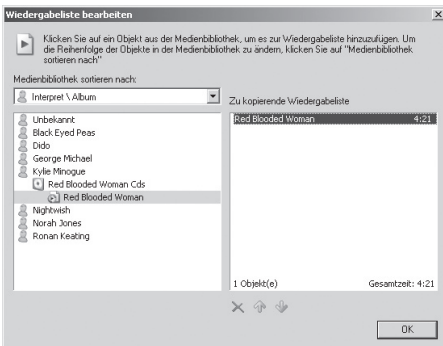 Wiedergabeliste bearbeiten
Klicken Sie auf ein Objekt aus der Medienbibliothek, um es zur Wiedergabeliste hinzuzufügen. Um
die Reihenfolge der Objekte in der Medienbibliothek zu ändern, klicken Sie auf "Medienbibliothek
sortieren nach"
Medienbibliothek sortieren nach:
Interpret \ Album
Unbekannt
Black Eyed Peas
Dido
George Michael
Kylie Minogue
Red Blooded Woman Cds
Red Blooded Woman
Nightwish
Norah Jones
Ronan Keating
Zu kopierende Wiedergabeliste
Red Blooded Woman 4:21
1 Objekt(e) Gesamtzeit: 4:21
OK